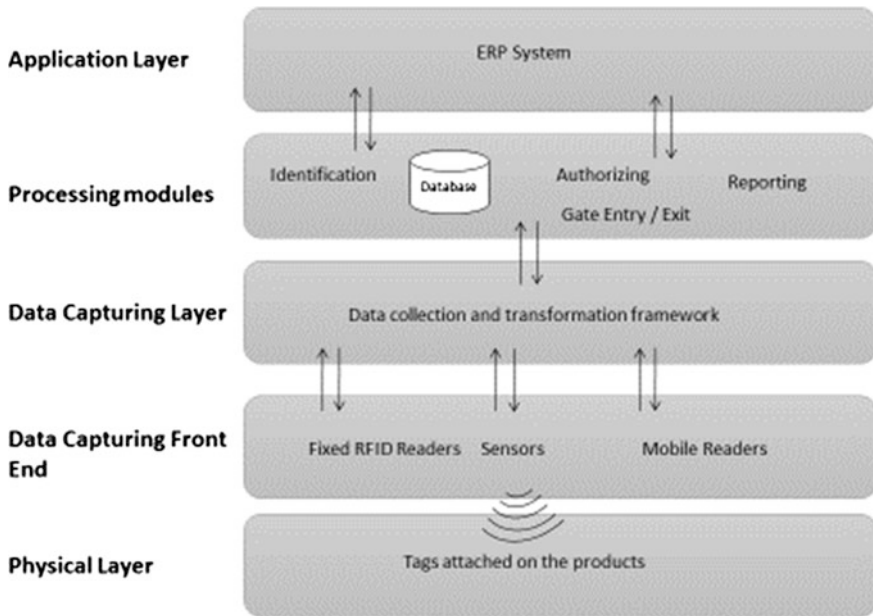 Application Layer
ERP System
Processing modules
Identification
Database
Authorizing
Reporting
Gate Entry / Exit
Data Capturing Layer
Data collection and transformation framework
Data Capturing Front
End
Fixed RFID Readers
Sensors
Mobile Readers
Physical Layer
Tags attached on the products